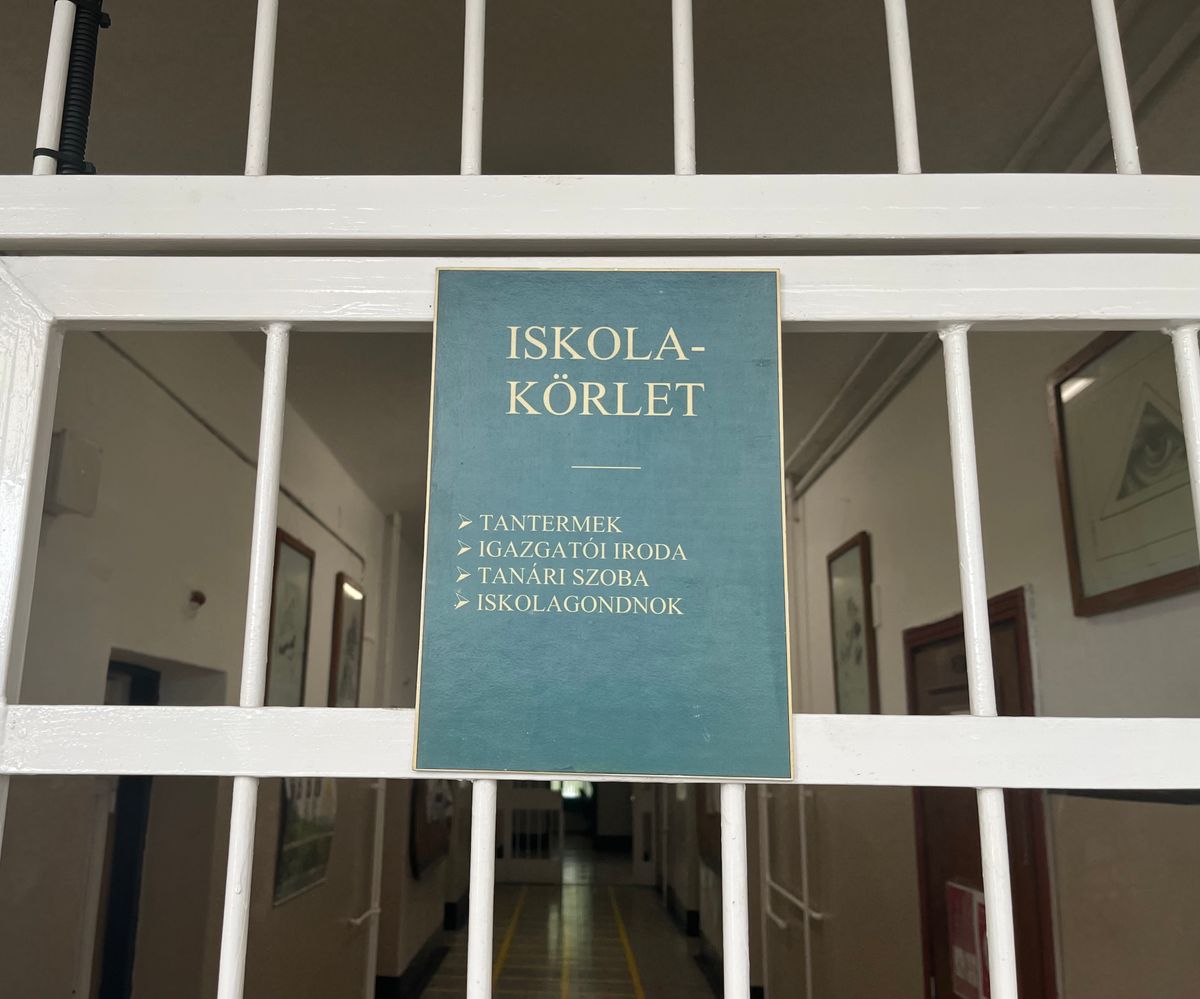 ISKOLA-
KÖRLET
➢ TANTERMEK
➢ IGAZGATÓI IRODA
➢ TANÁRI SZOBA
➢ ISKOLAGONDNOK